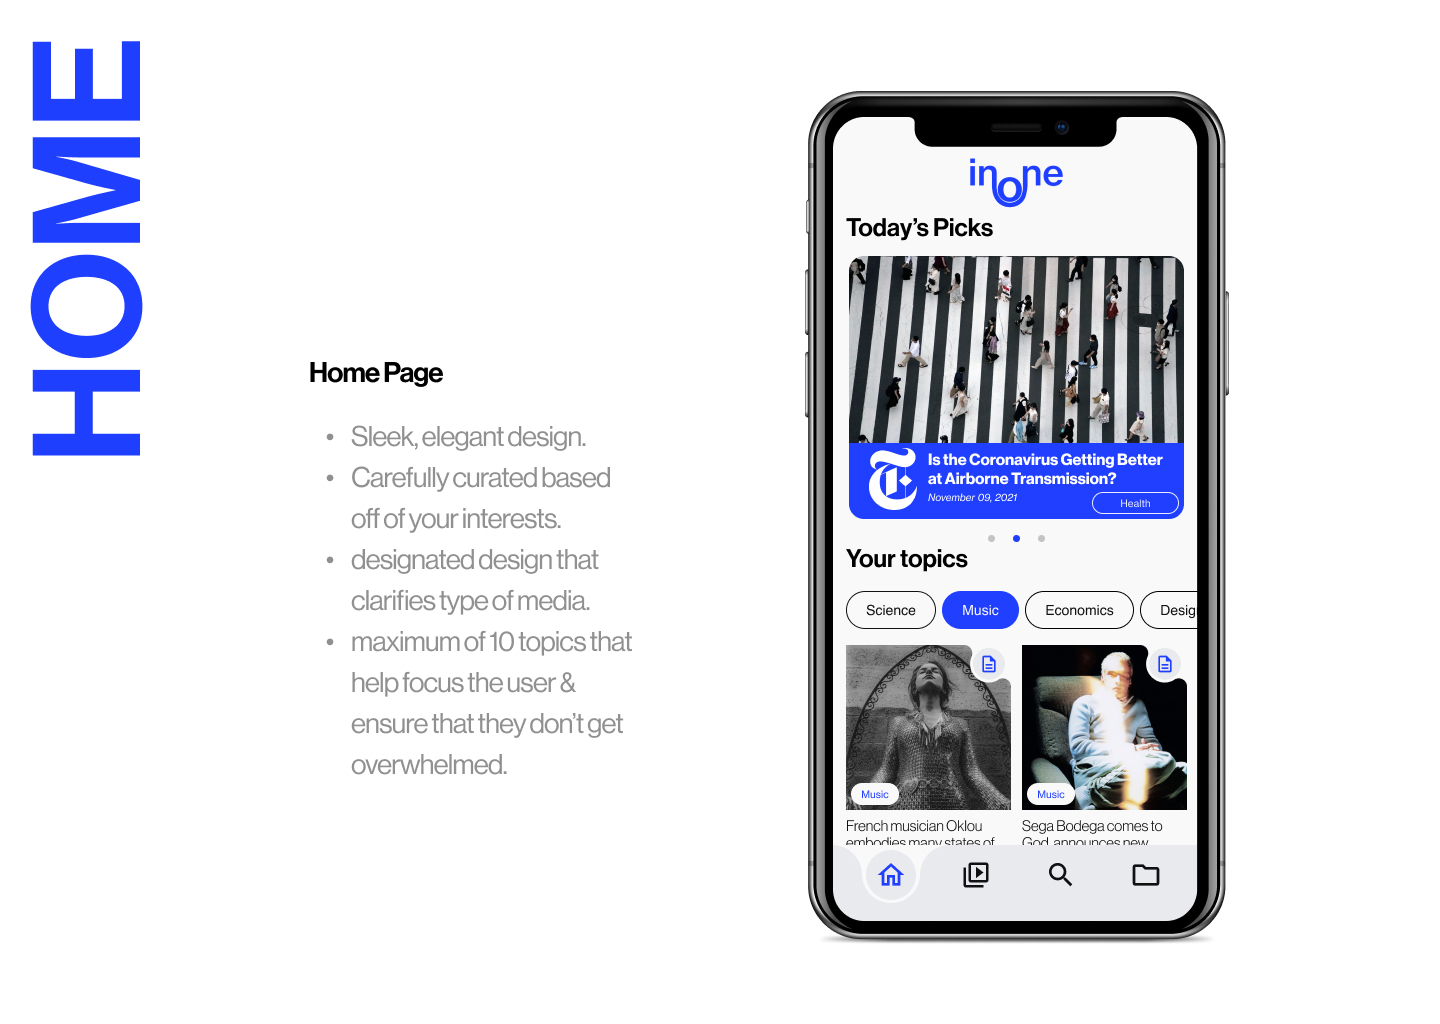 HOME
Home Page
• Sleek, elegant design.
• Carefully curated based
off of your interests.
• designated design that
clarifies type of media.
• maximum of 10 topics that
help focus the user &
ensure that they don't get
overwhelmed.
inone
Today's Picks
Is the Coronavirus Getting Better
at Airborne Transmission?
November 09, 2021
Health
Your topics
Science Music Economics Desig
Music Music
French musician Oklou
embodies many states of
Sega Bodega comes to
God, announces new